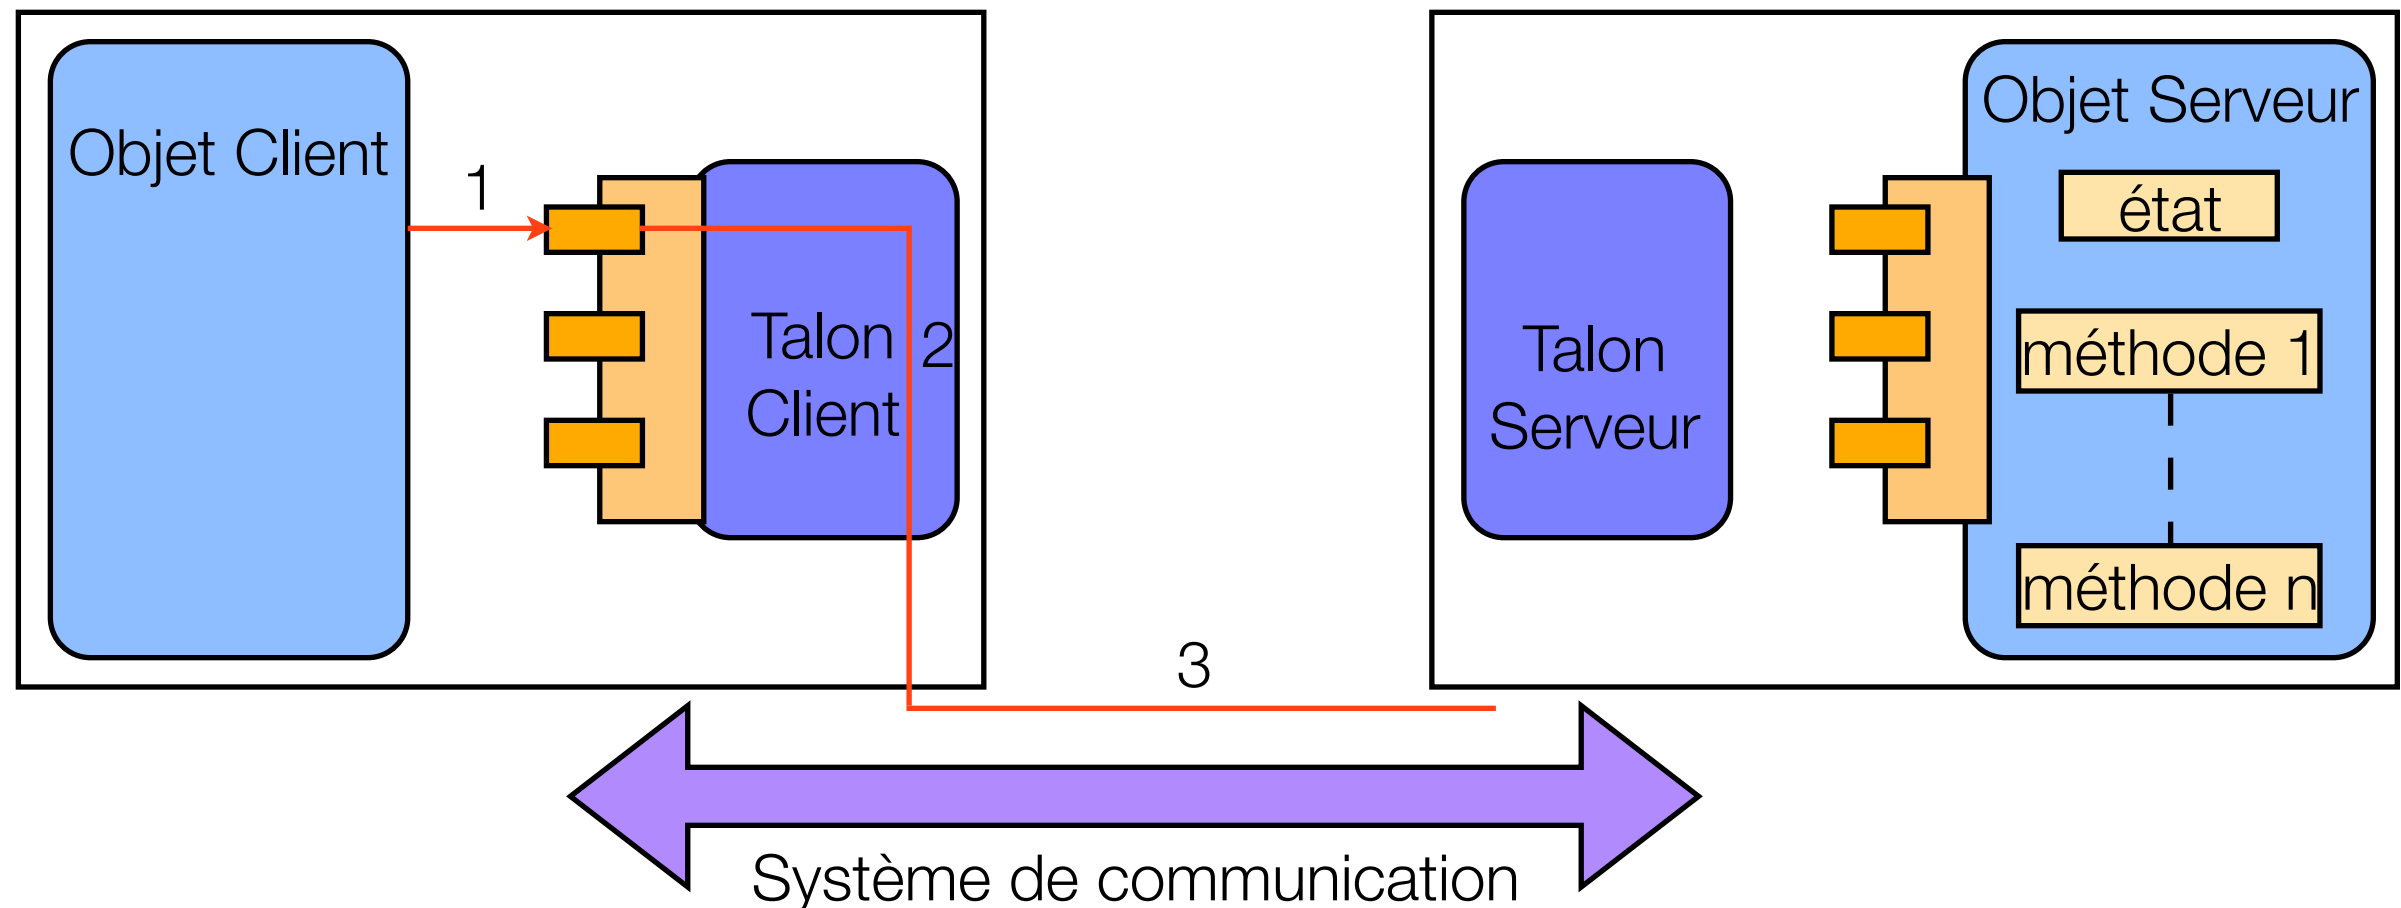 Objet Client
1
Talon
Client
2
3
Talon
Serveur
Objet Serveur
état
méthode 1
méthode n
Système de communication